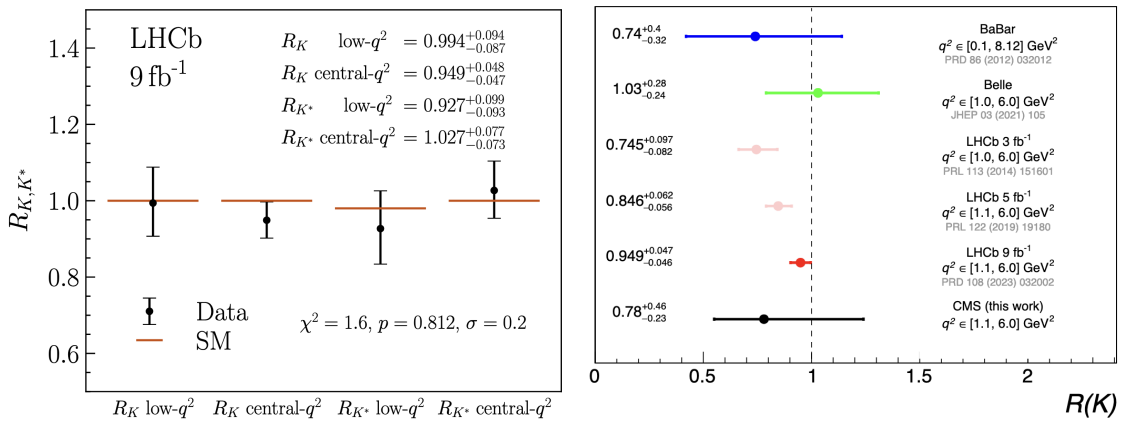 LHCb
9 fb⁻¹
R_K low-q² = 0.994 +0.094 −0.087
R_K central-q² = 0.949 +0.048 −0.047
R_K* low-q² = 0.927 +0.099 −0.093
R_K* central-q² = 1.027 +0.077 −0.073
R_K,K*
1.4
1.2
1.0
0.8
0.6
Data
SM
χ² = 1.6, p = 0.812, σ = 0.2
R_K low-q² R_K central-q² R_K* low-q² R_K* central-q²
0.74 +0.4 −0.32
BaBar
q² ∈ [0.1, 8.12] GeV²
PRD 86 (2012) 032012
1.03 +0.28 −0.24
Belle
q² ∈ [1.0, 6.0] GeV²
JHEP 03 (2021) 105
0.745 +0.097 −0.082
LHCb 3 fb⁻¹
q² ∈ [1.0, 6.0] GeV²
PRL 113 (2014) 151601
0.846 +0.062 −0.056
LHCb 5 fb⁻¹
q² ∈ [1.1, 6.0] GeV²
PRL 122 (2019) 19180
0.949 +0.047 −0.046
LHCb 9 fb⁻¹
q² ∈ [1.1, 6.0] GeV²
PRD 108 (2023) 032002
0.78 +0.46 −0.23
CMS (this work)
q² ∈ [1.1, 6.0] GeV²
0 0.5 1 1.5 2
R(K)